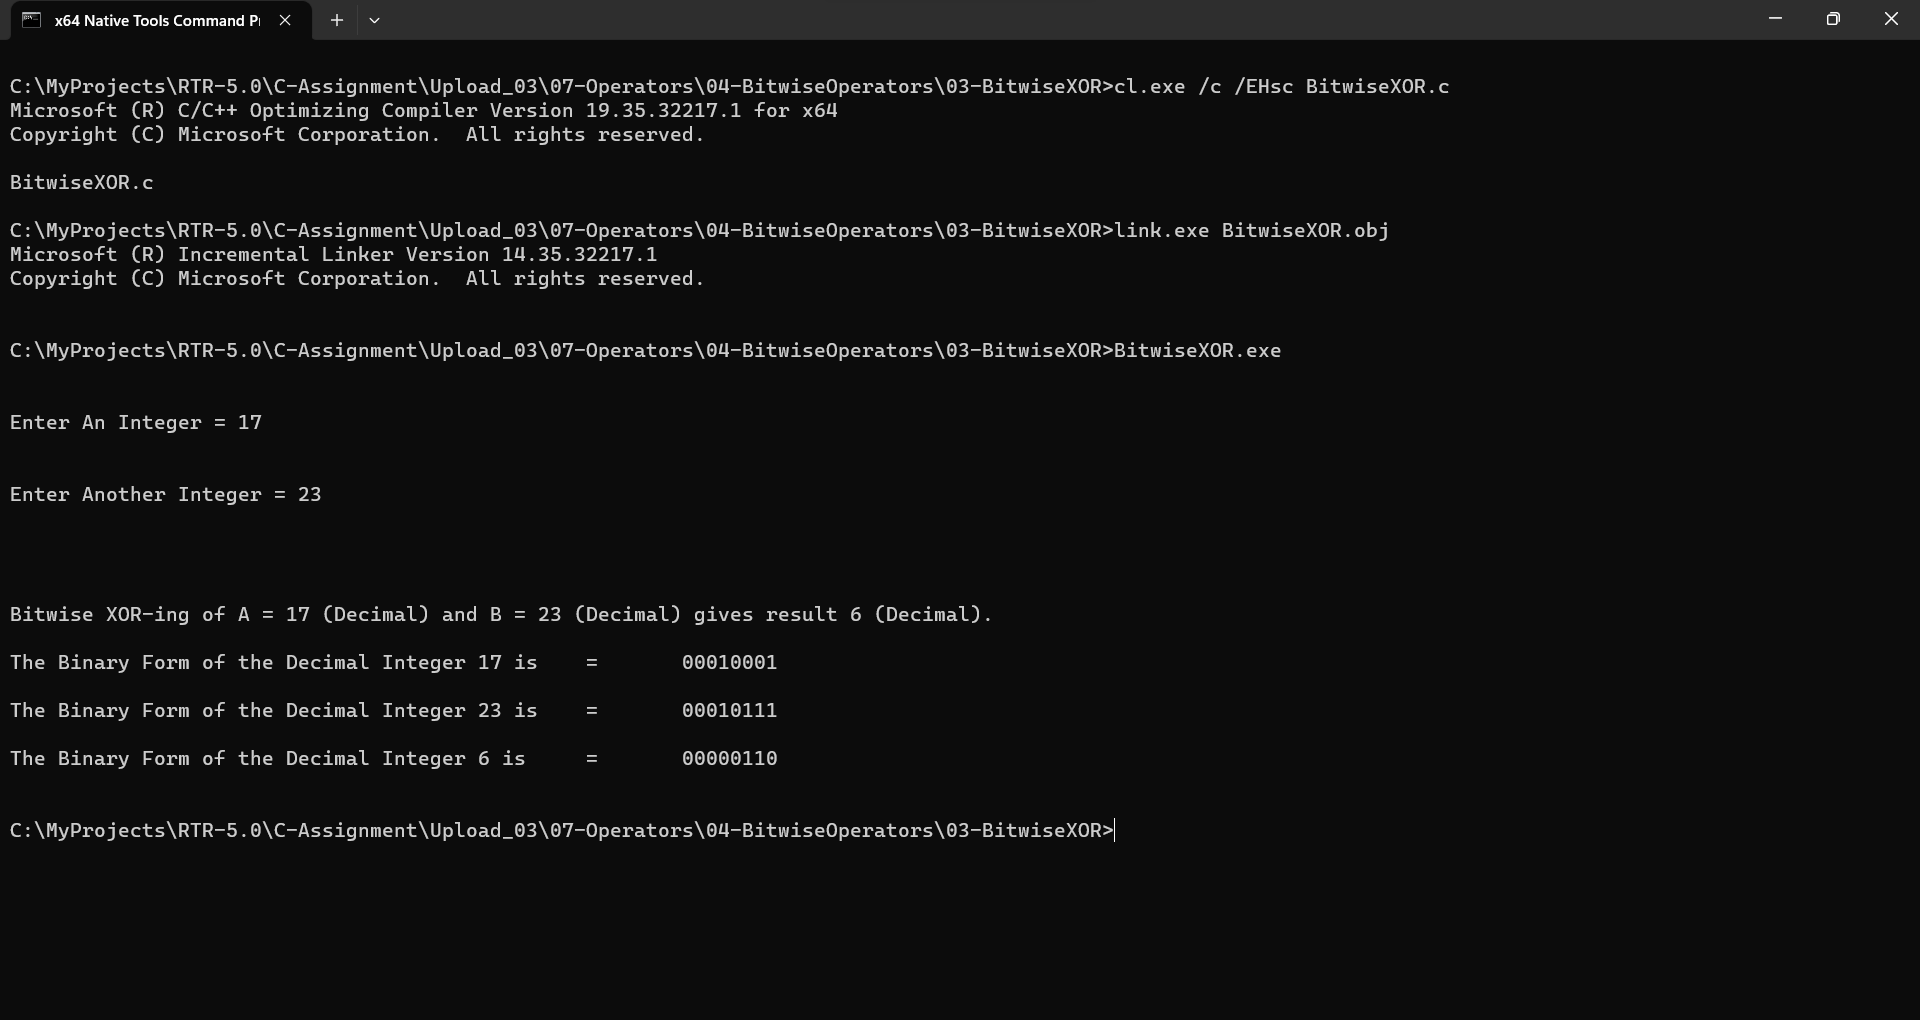 x64 Native Tools Command P
C:\MyProjects\RTR-5.0\C-Assignment\Upload_03\07-Operators\04-BitwiseOperators\03-BitwiseXOR>cl.exe /c /EHsc BitwiseXOR.c
Microsoft (R) C/C++ Optimizing Compiler Version 19.35.32217.1 for x64
Copyright (C) Microsoft Corporation.  All rights reserved.
BitwiseXOR.c
C:\MyProjects\RTR-5.0\C-Assignment\Upload_03\07-Operators\04-BitwiseOperators\03-BitwiseXOR>link.exe BitwiseXOR.obj
Microsoft (R) Incremental Linker Version 14.35.32217.1
Copyright (C) Microsoft Corporation.  All rights reserved.
C:\MyProjects\RTR-5.0\C-Assignment\Upload_03\07-Operators\04-BitwiseOperators\03-BitwiseXOR>BitwiseXOR.exe
Enter An Integer = 17
Enter Another Integer = 23
Bitwise XOR-ing of A = 17 (Decimal) and B = 23 (Decimal) gives result 6 (Decimal).
The Binary Form of the Decimal Integer 17 is    =       00010001
The Binary Form of the Decimal Integer 23 is    =       00010111
The Binary Form of the Decimal Integer 6 is     =       00000110
C:\MyProjects\RTR-5.0\C-Assignment\Upload_03\07-Operators\04-BitwiseOperators\03-BitwiseXOR>